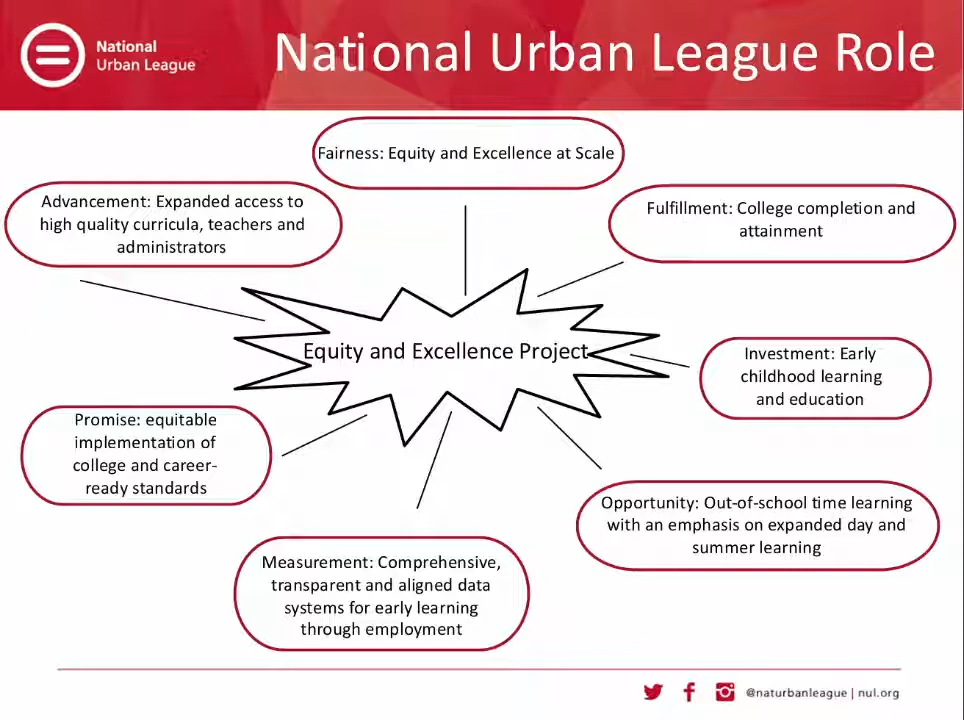 National
Urban League
National Urban League Role
Fairness: Equity and Excellence at Scale
Advancement: Expanded access to
high quality curricula, teachers and
administrators
Fulfillment: College completion and
attainment
Equity and Excellence Project
Investment: Early
childhood learning
and education
Promise: equitable
implementation of
college and career-
ready standards
Opportunity: Out-of-school time learning
with an emphasis on expanded day and
summer learning
Measurement: Comprehensive,
transparent and aligned data
systems for early learning
through employment
@naturbanleague | nul.org